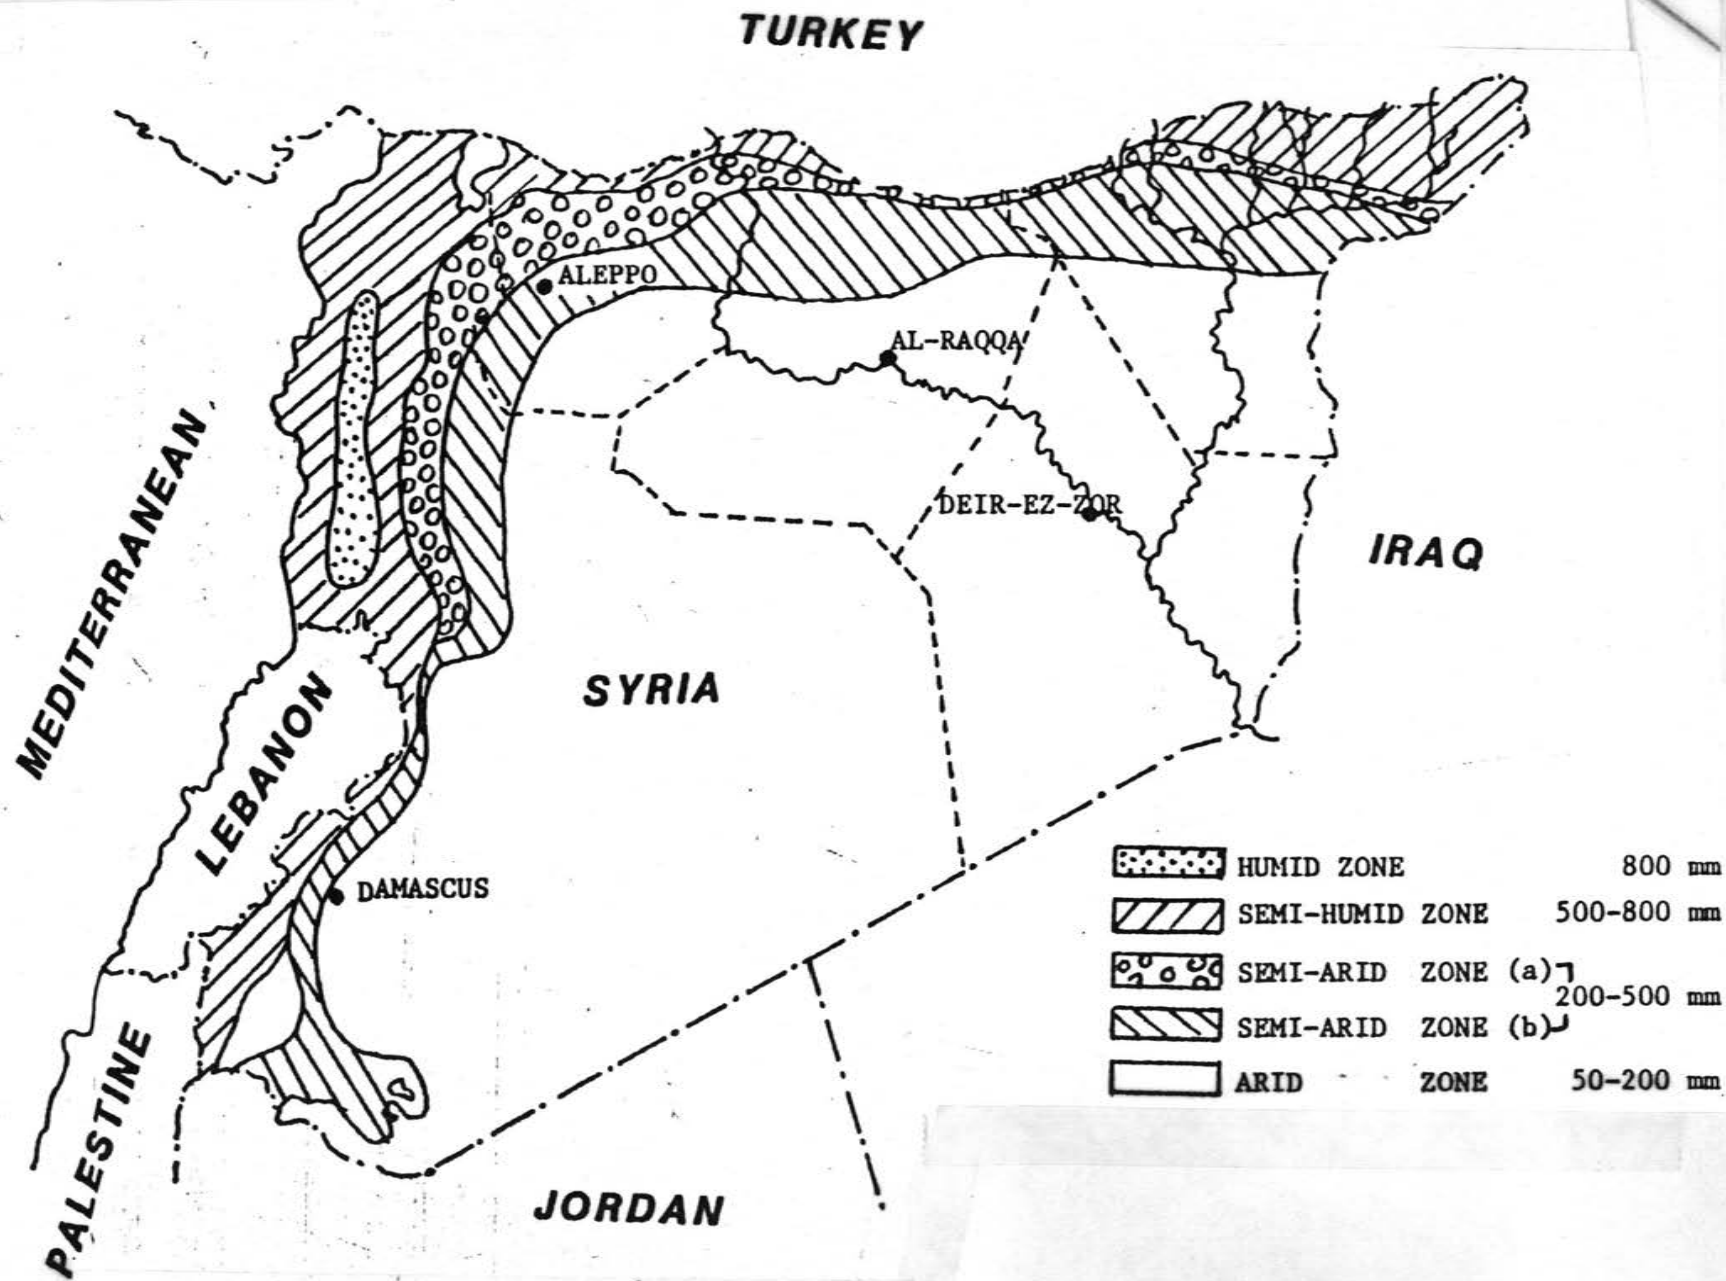 TURKEY
ALEPPO
AL-RAQQA
DEIR-EZ-ZOR
MEDITERRANEAN
IRAQ
SYRIA
LEBANON
DAMASCUS
PALESTINE
JORDAN
HUMID ZONE 800 mm
SEMI-HUMID ZONE 500-800 mm
SEMI-ARID ZONE (a)
200-500 mm
SEMI-ARID ZONE (b)
ARID ZONE 50-200 mm